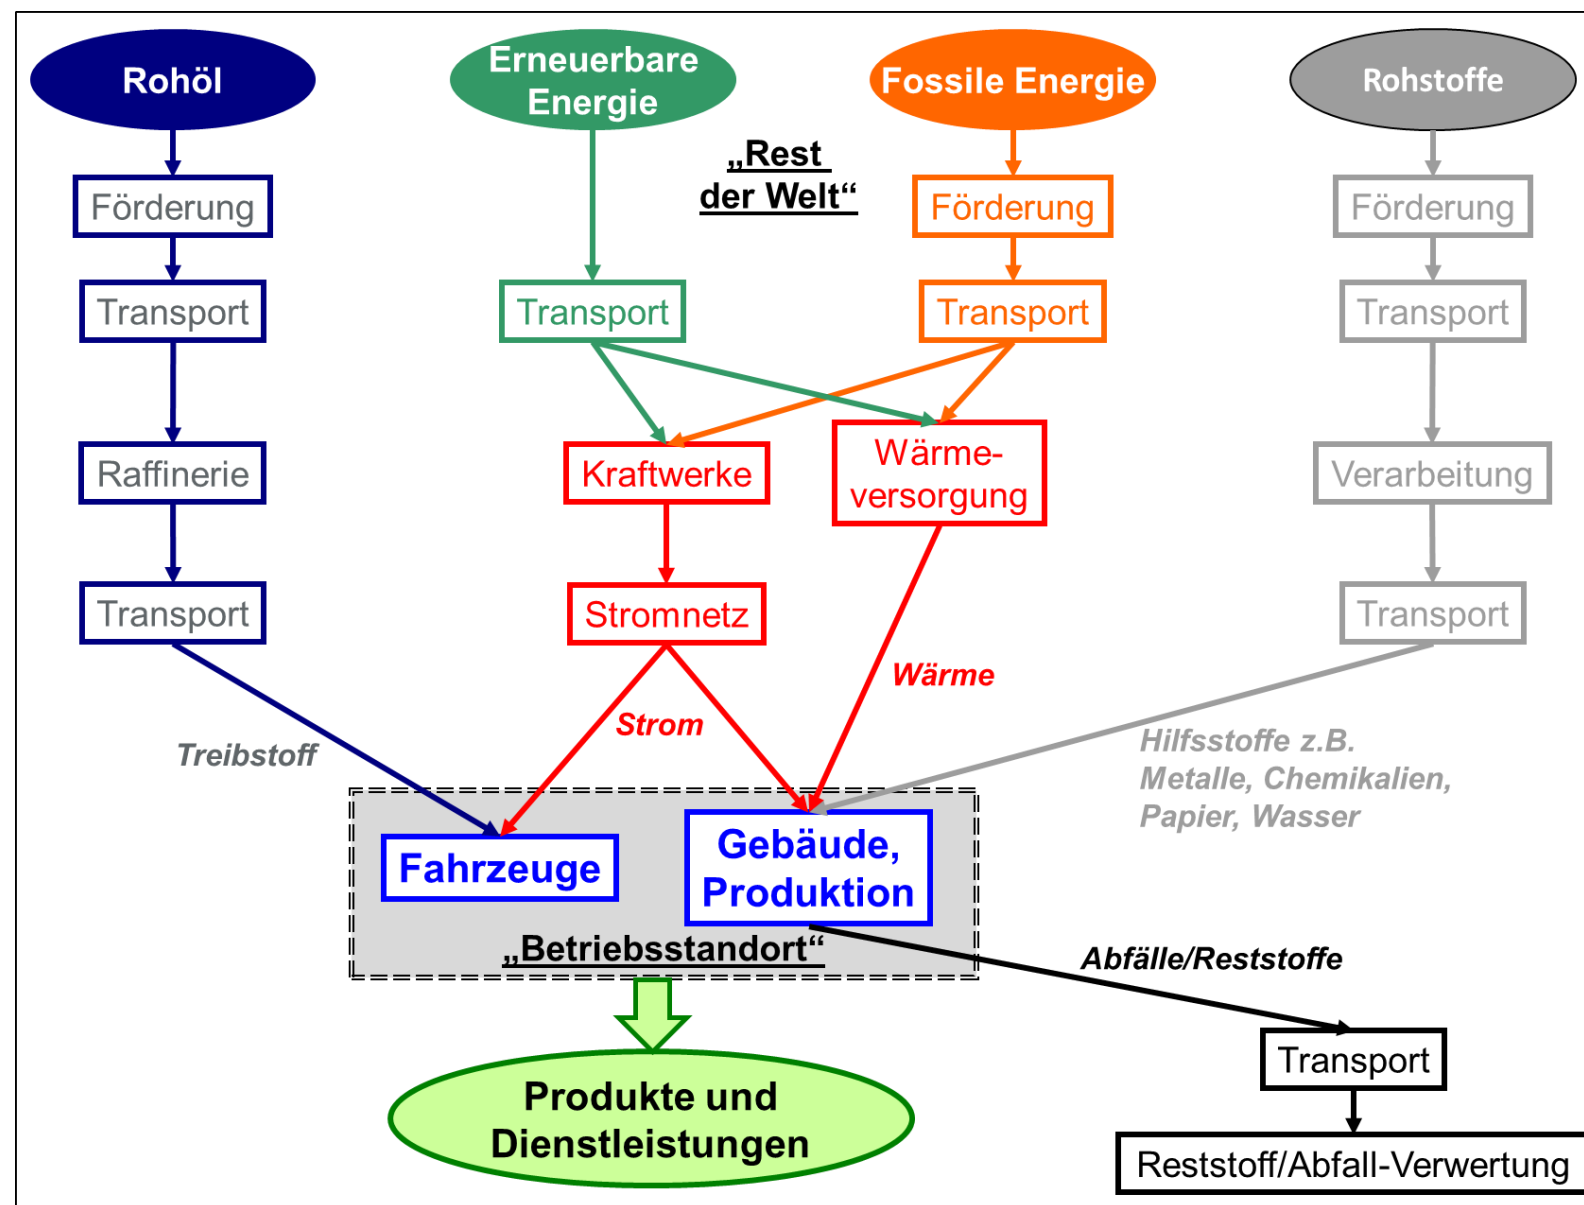 Rohöl
Erneuerbare
Energie
Fossile Energie
Rohstoffe
„Rest
der Welt“
Förderung
Förderung
Förderung
Transport
Transport
Transport
Transport
Raffinerie
Kraftwerke
Wärme-
versorgung
Verarbeitung
Transport
Stromnetz
Transport
Wärme
Strom
Treibstoff
Hilfsstoffe z.B.
Metalle, Chemikalien,
Papier, Wasser
Fahrzeuge
Gebäude,
Produktion
„Betriebsstandort“
Abfälle/Reststoffe
Transport
Produkte und
Dienstleistungen
Reststoff/Abfall-Verwertung